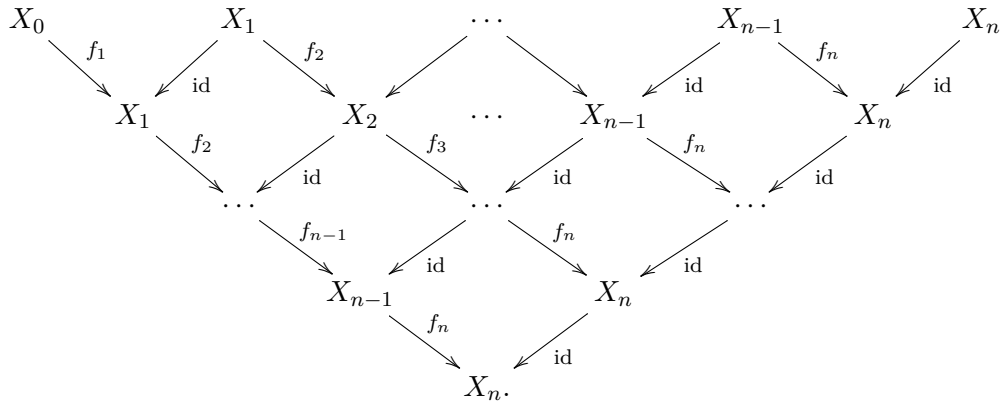 X_0 X_1 ⋯ X_{n−1} X_n
f_1 id f_2 id f_n id
X_1 X_2 ⋯ X_{n−1} X_n
f_2 id f_3 id f_n id
⋯ ⋯ ⋯
f_{n−1} id f_n id
X_{n−1} X_n
f_n id
X_n.